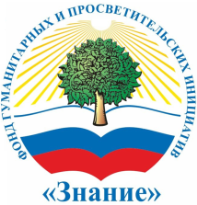 ФОНД ГУМАНИТАРНЫХ И ПРОСВЕТИТЕЛЬСКИХ ИНИЦИАТИВ
«Знание»